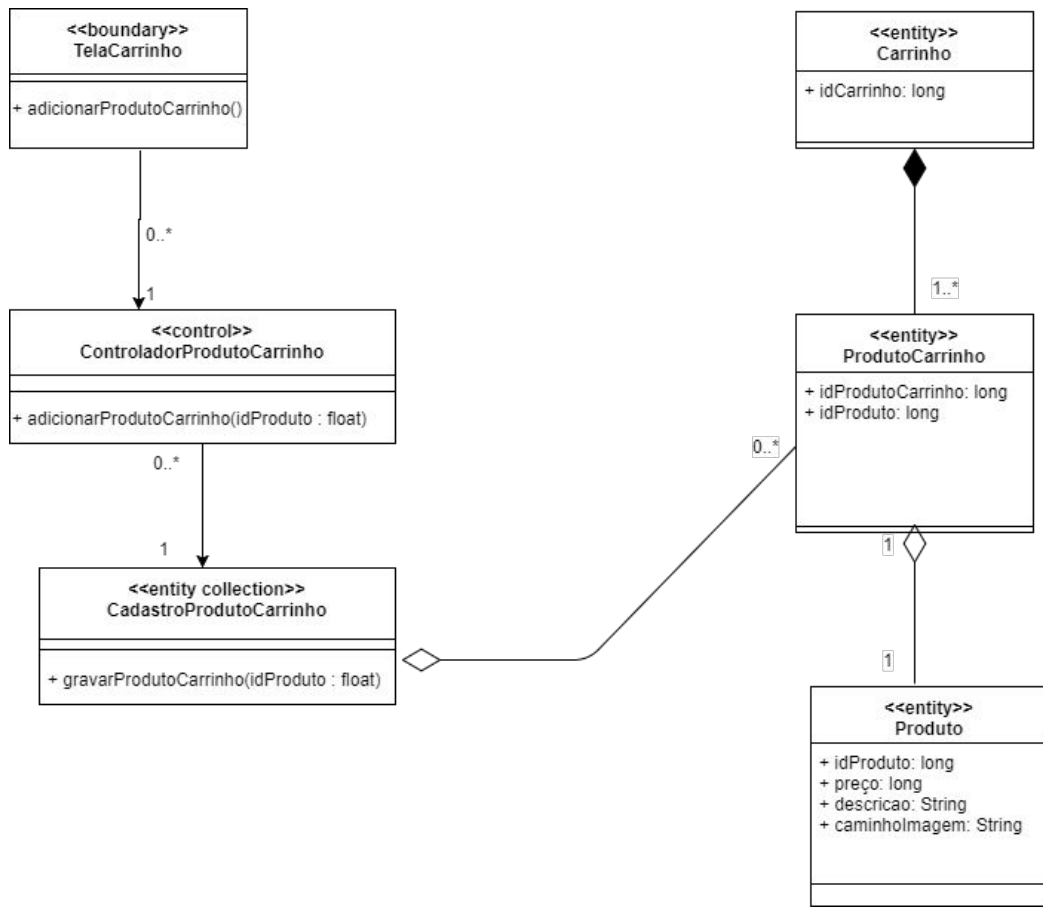 <<boundary>>
TelaCarrinho
+ adicionarProdutoCarrinho()
0..*
1
<<control>>
ControladorProdutoCarrinho
+ adicionarProdutoCarrinho(idProduto : float)
0..*
1
<<entity collection>>
CadastroProdutoCarrinho
+ gravarProdutoCarrinho(idProduto : float)
<<entity>>
Carrinho
+ idCarrinho: long
1..*
<<entity>>
ProdutoCarrinho
+ idProdutoCarrinho: long
+ idProduto: long
0..*
1
1
<<entity>>
Produto
+ idProduto: long
+ preço: long
+ descricao: String
+ caminhoImagem: String